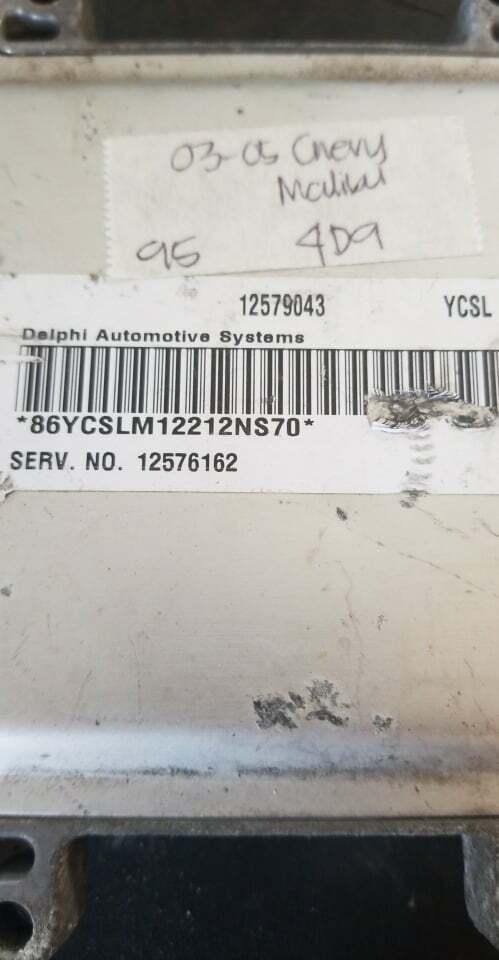 03-05 Chevy
Malibu
95 4D9
12579043 YCSL
Delphi Automotive Systems
*86YCSLM12212NS70*
SERV. NO. 12576162